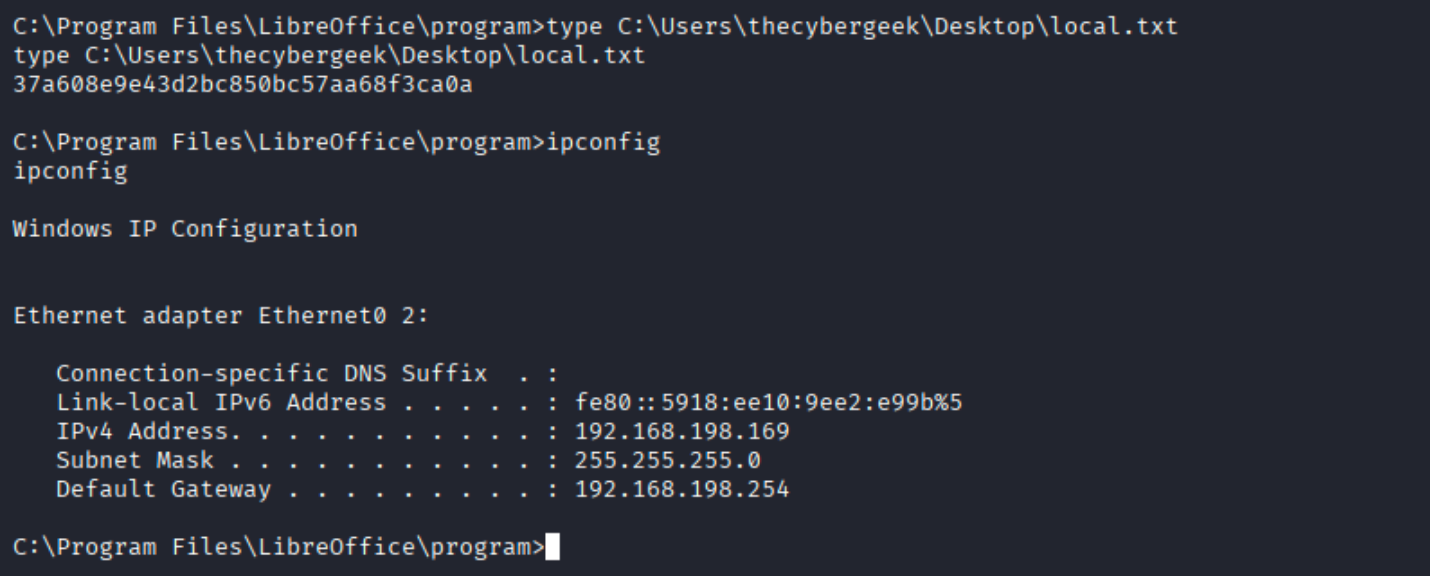 C:\Program Files\LibreOffice\program>type C:\Users\thecybergeek\Desktop\local.txt
type C:\Users\thecybergeek\Desktop\local.txt
37a608e9e43d2bc850bc57aa68f3ca0a
C:\Program Files\LibreOffice\program>ipconfig
ipconfig
Windows IP Configuration
Ethernet adapter Ethernet0 2:
Connection-specific DNS Suffix  . :
Link-local IPv6 Address . . . . . : fe80::5918:ee10:9ee2:e99b%5
IPv4 Address. . . . . . . . . . . : 192.168.198.169
Subnet Mask . . . . . . . . . . . : 255.255.255.0
Default Gateway . . . . . . . . . : 192.168.198.254
C:\Program Files\LibreOffice\program>